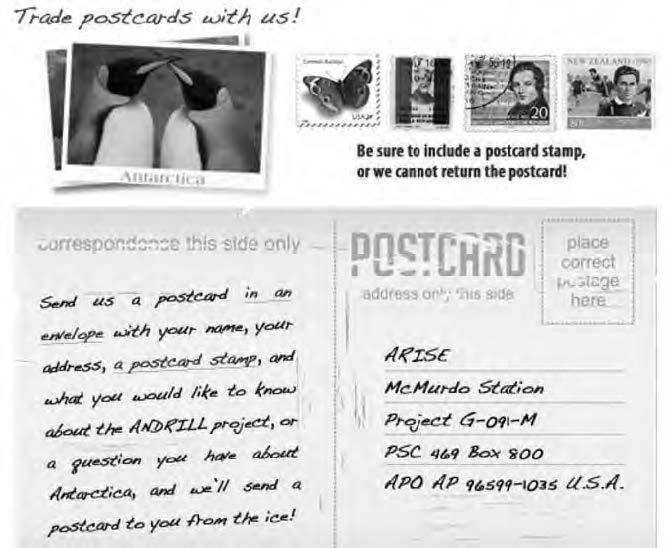 Trade postcards with us!
Antarctica
USA 24
20
NEW ZEALAND 1990
Be sure to include a postcard stamp,
or we cannot return the postcard!
correspondence this side only
Send us a postcard in an
envelope with your name, your
address, a postcard stamp, and
what you would like to know
about the ANDRILL project, or
a question you have about
Antarctica, and we'll send a
postcard to you from the ice!
POSTCARD
address only this side
place
correct
postage
here
ARISE
McMurdo Station
Project G-091-M
PSC 469 Box 800
APO AP 96599-1035 U.S.A.